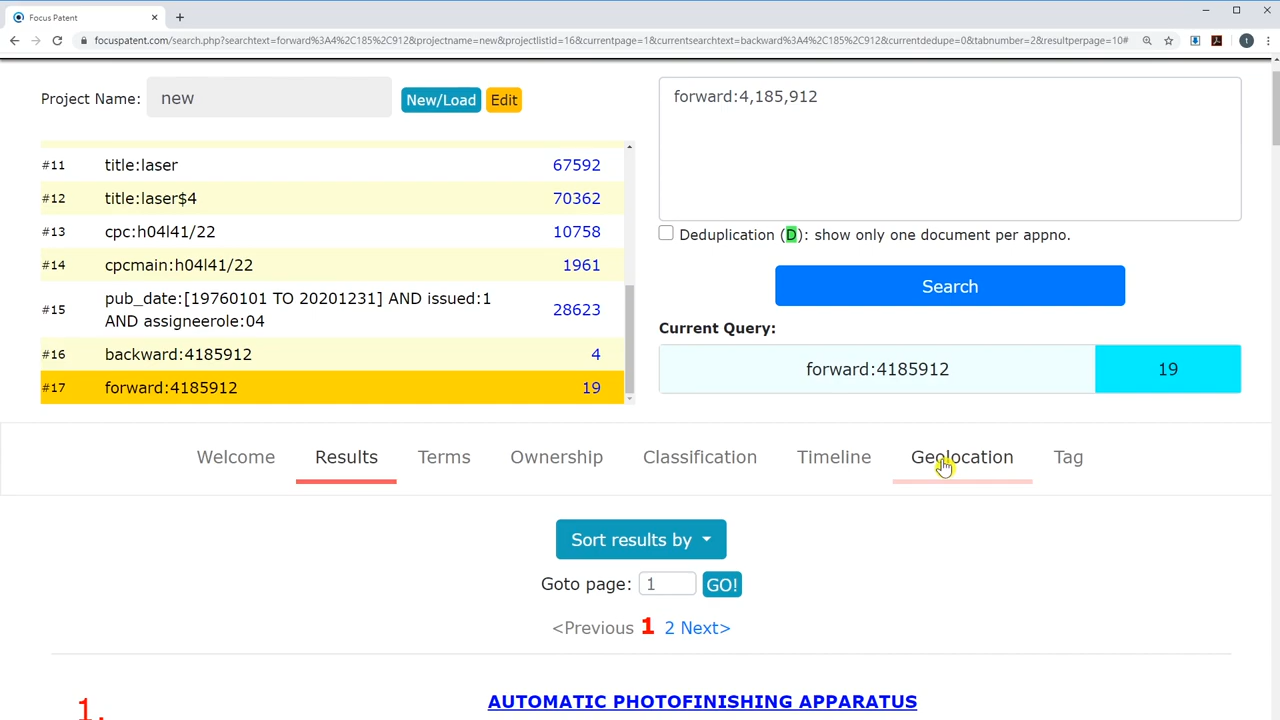 Focus Patent
focuspatent.com/search.php?searchtext=forward%3A4%2C185%2C912&projectname=new&projectlistid=16&currentpage=1&currentsearchtext=backward%3A4%2C185%2C912&currentdedupe=0&tabnumber=2&resultperpage=10#
t
Project Name: new New/Load Edit
#11 title:laser 67592
#12 title:laser$4 70362
#13 cpc:h04l41/22 10758
#14 cpcmain:h04l41/22 1961
#15 pub_date:[19760101 TO 20201231] AND issued:1 28623
AND assigneerole:04
#16 backward:4185912 4
#17 forward:4185912 19
forward:4,185,912
Deduplication (D): show only one document per appno.
Search
Current Query:
forward:4185912 19
Welcome Results Terms Ownership Classification Timeline Geolocation Tag
Sort results by
Goto page: 1 GO!
<Previous 1 2 Next>
1. AUTOMATIC PHOTOFINISHING APPARATUS